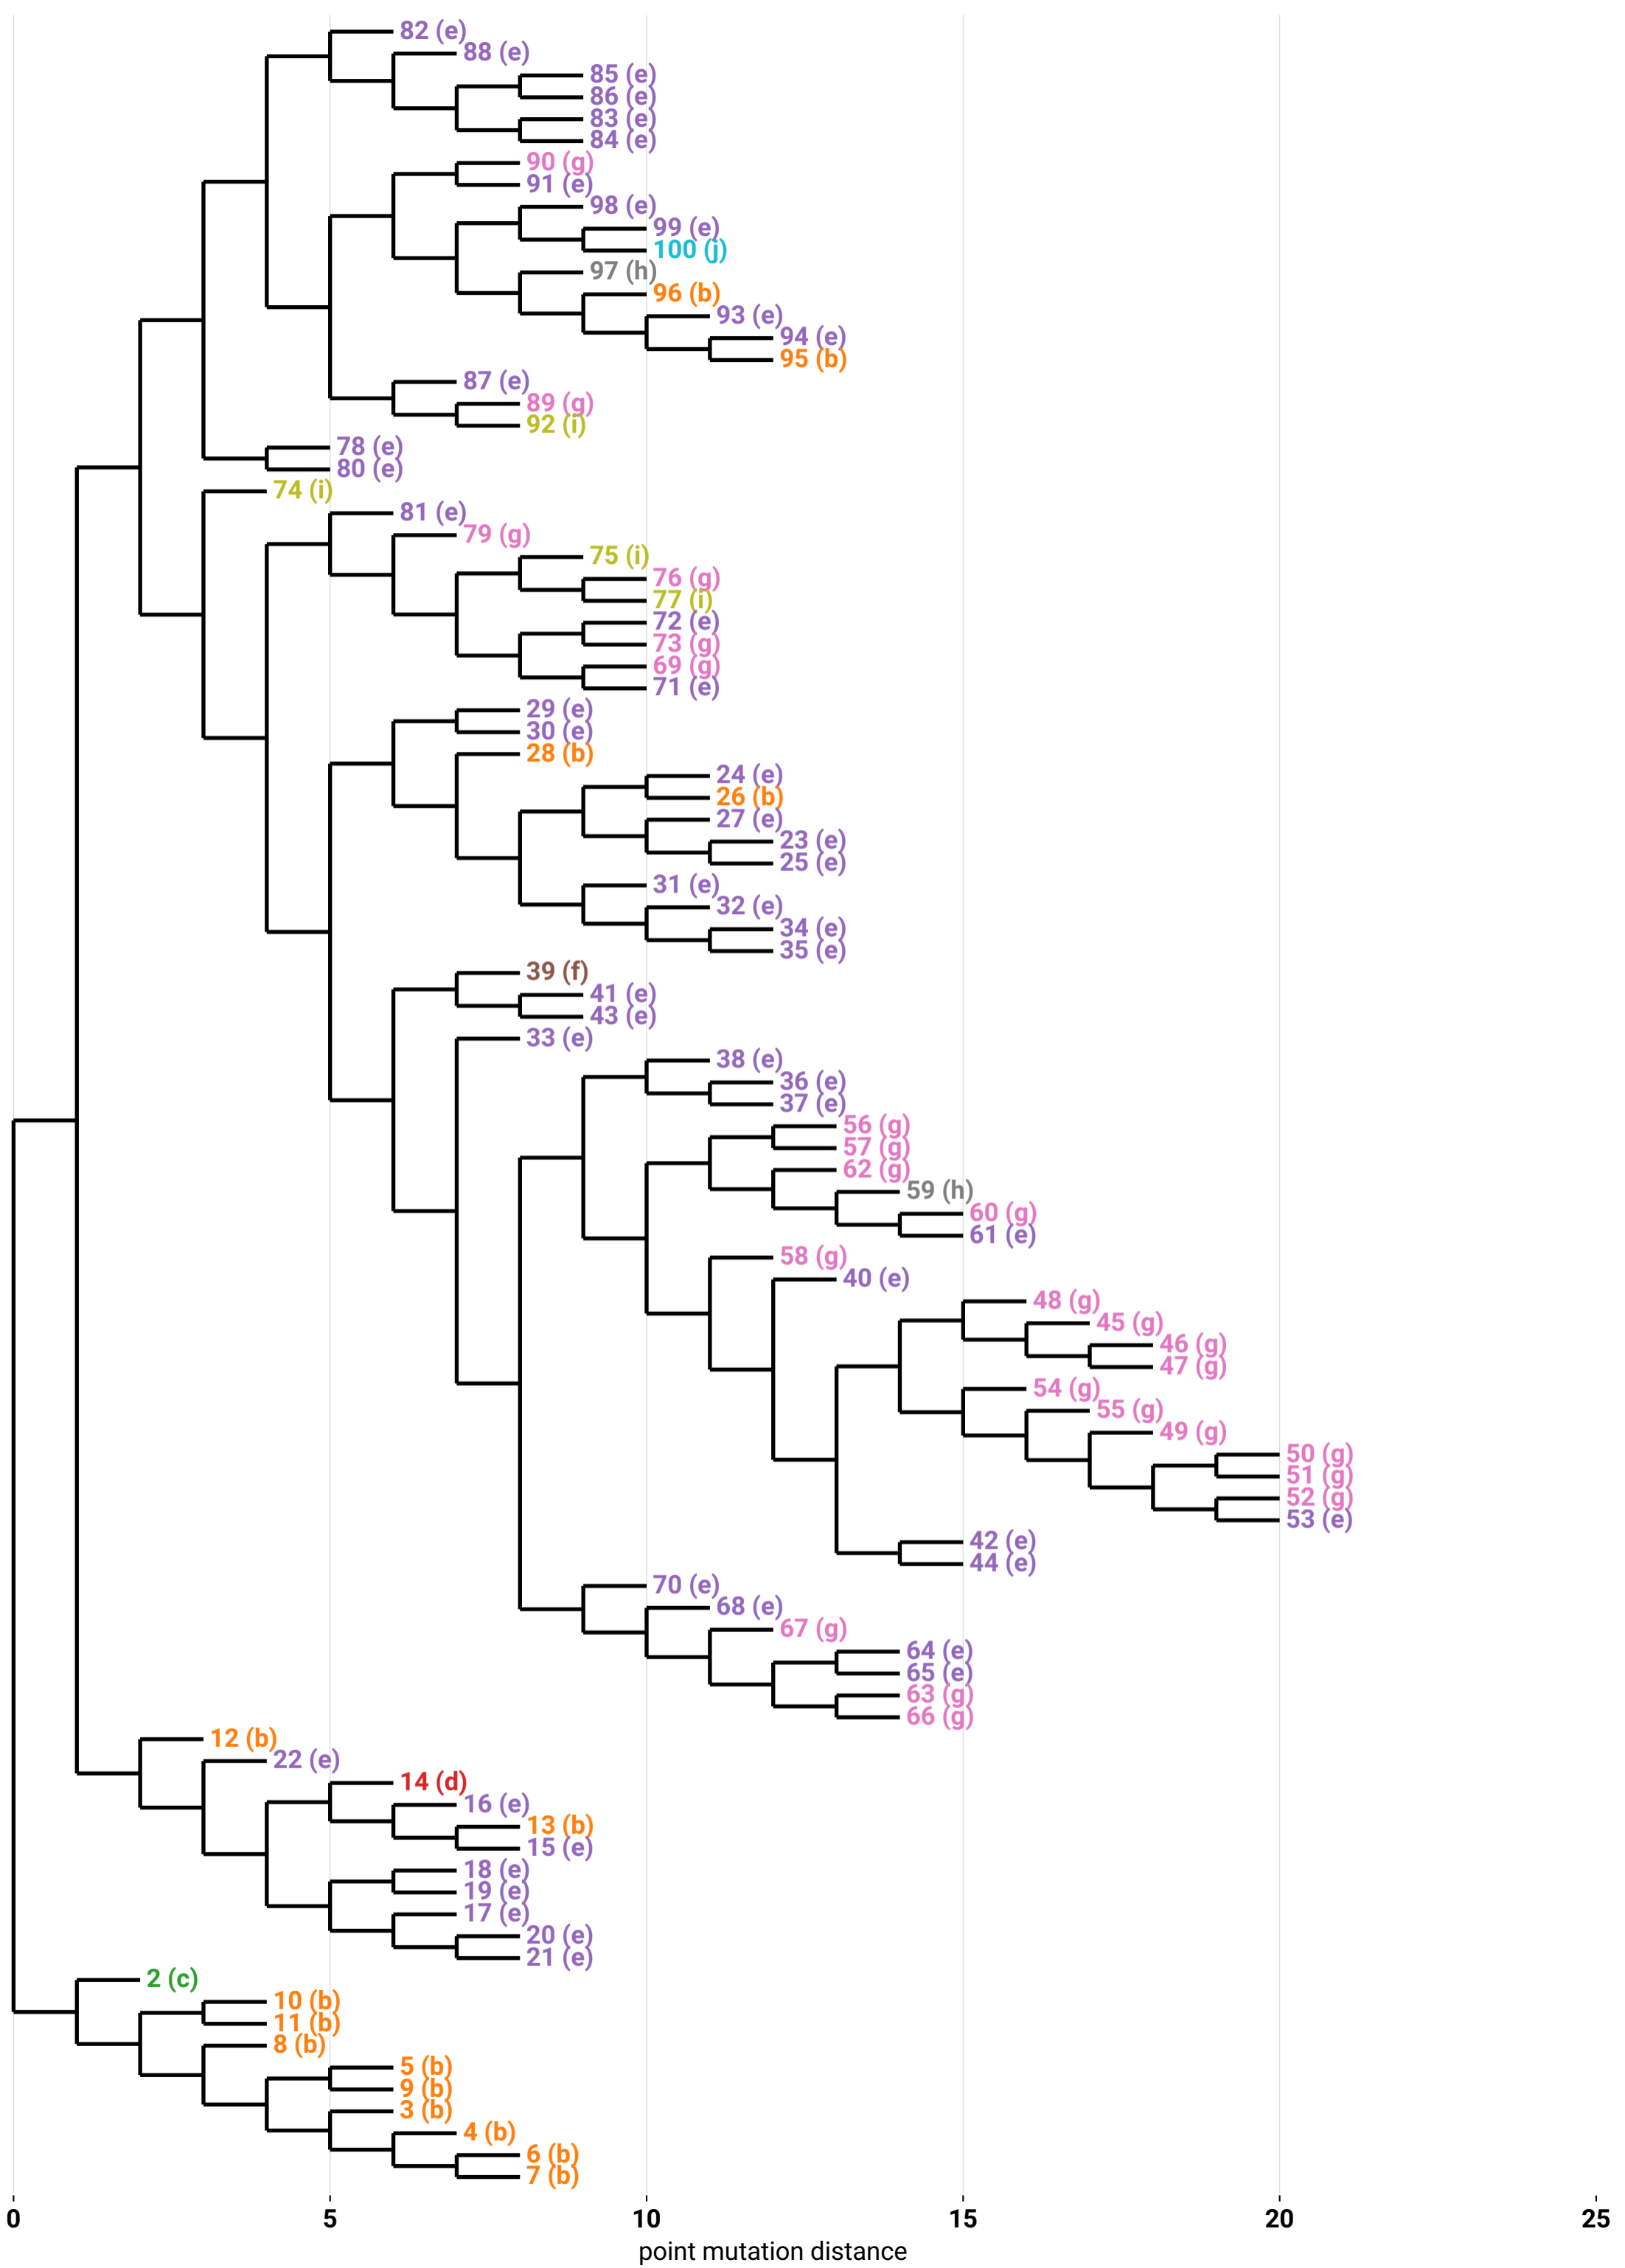 82 (e)
88 (e)
85 (e)
86 (e)
83 (e)
84 (e)
90 (g)
91 (e)
98 (e)
99 (e)
100 (j)
97 (h)
96 (b)
93 (e)
94 (e)
95 (b)
87 (e)
89 (g)
92 (i)
78 (e)
80 (e)
74 (i)
81 (e)
79 (g)
75 (i)
76 (g)
77 (i)
72 (e)
73 (g)
69 (g)
71 (e)
29 (e)
30 (e)
28 (b)
24 (e)
26 (b)
27 (e)
23 (e)
25 (e)
31 (e)
32 (e)
34 (e)
35 (e)
39 (f)
41 (e)
43 (e)
33 (e)
38 (e)
36 (e)
37 (e)
56 (g)
57 (g)
62 (g)
59 (h)
60 (g)
61 (e)
58 (g)
40 (e)
48 (g)
45 (g)
46 (g)
47 (g)
54 (g)
55 (g)
49 (g)
50 (g)
51 (g)
52 (g)
53 (e)
42 (e)
44 (e)
70 (e)
68 (e)
67 (g)
64 (e)
65 (e)
63 (g)
66 (g)
12 (b)
22 (e)
14 (d)
16 (e)
13 (b)
15 (e)
18 (e)
19 (e)
17 (e)
20 (e)
21 (e)
2 (c)
10 (b)
11 (b)
8 (b)
5 (b)
9 (b)
3 (b)
4 (b)
6 (b)
7 (b)
0 5 10 15 20 25
point mutation distance